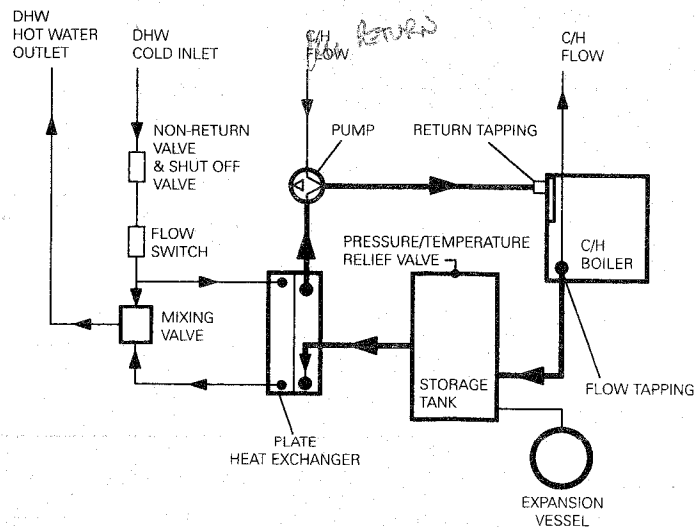 DHW
HOT WATER
OUTLET
DHW
COLD INLET
C/H
FLOW
RETURN
C/H
FLOW
NON-RETURN
VALVE
& SHUT OFF
VALVE
PUMP
RETURN TAPPING
FLOW
SWITCH
PRESSURE/TEMPERATURE
RELIEF VALVE
C/H
BOILER
MIXING
VALVE
STORAGE
TANK
FLOW TAPPING
PLATE
HEAT EXCHANGER
EXPANSION
VESSEL